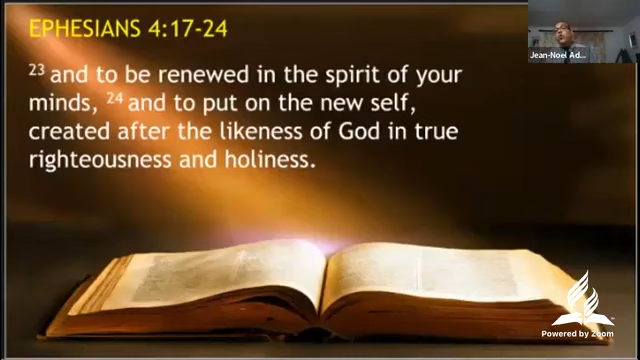 EPHESIANS 4:17-24
23 and to be renewed in the spirit of your
minds, 24 and to put on the new self,
created after the likeness of God in true
righteousness and holiness.
Jean-Noel Ad...
Powered by Zoom